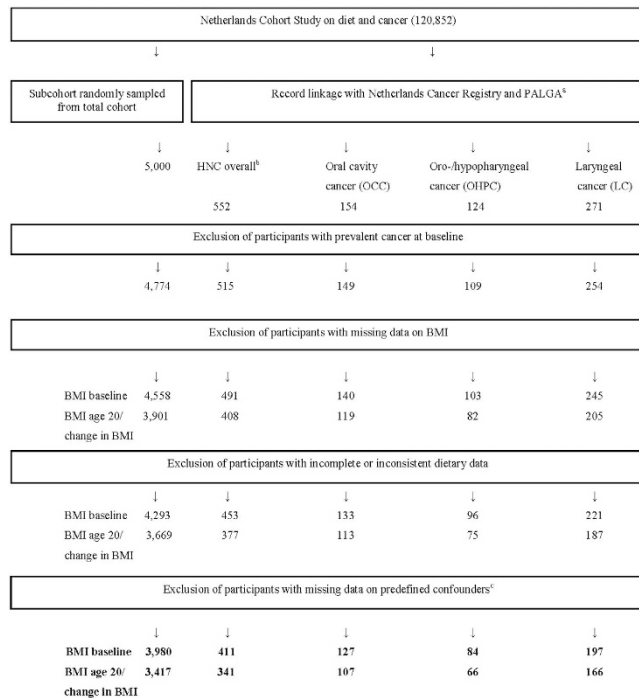 Netherlands Cohort Study on diet and cancer (120,852)
↓ ↓
Subcohort randomly sampled from total cohort
Record linkage with Netherlands Cancer Registry and PALGA^a
↓ ↓ ↓ ↓ ↓
5,000 HNC overall^b Oral cavity Oro-/hypopharyngeal Laryngeal
cancer (OCC) cancer (OHPC) cancer (LC)
552 154 124 271
Exclusion of participants with prevalent cancer at baseline
↓ ↓ ↓ ↓ ↓
4,774 515 149 109 254
Exclusion of participants with missing data on BMI
↓ ↓ ↓ ↓ ↓
BMI baseline 4,558 491 140 103 245
BMI age 20/ 3,901 408 119 82 205
change in BMI
Exclusion of participants with incomplete or inconsistent dietary data
↓ ↓ ↓ ↓ ↓
BMI baseline 4,293 453 133 96 221
BMI age 20/ 3,669 377 113 75 187
change in BMI
Exclusion of participants with missing data on predefined confounders^c
↓ ↓ ↓ ↓ ↓
BMI baseline 3,980 411 127 84 197
BMI age 20/ 3,417 341 107 66 166
change in BMI